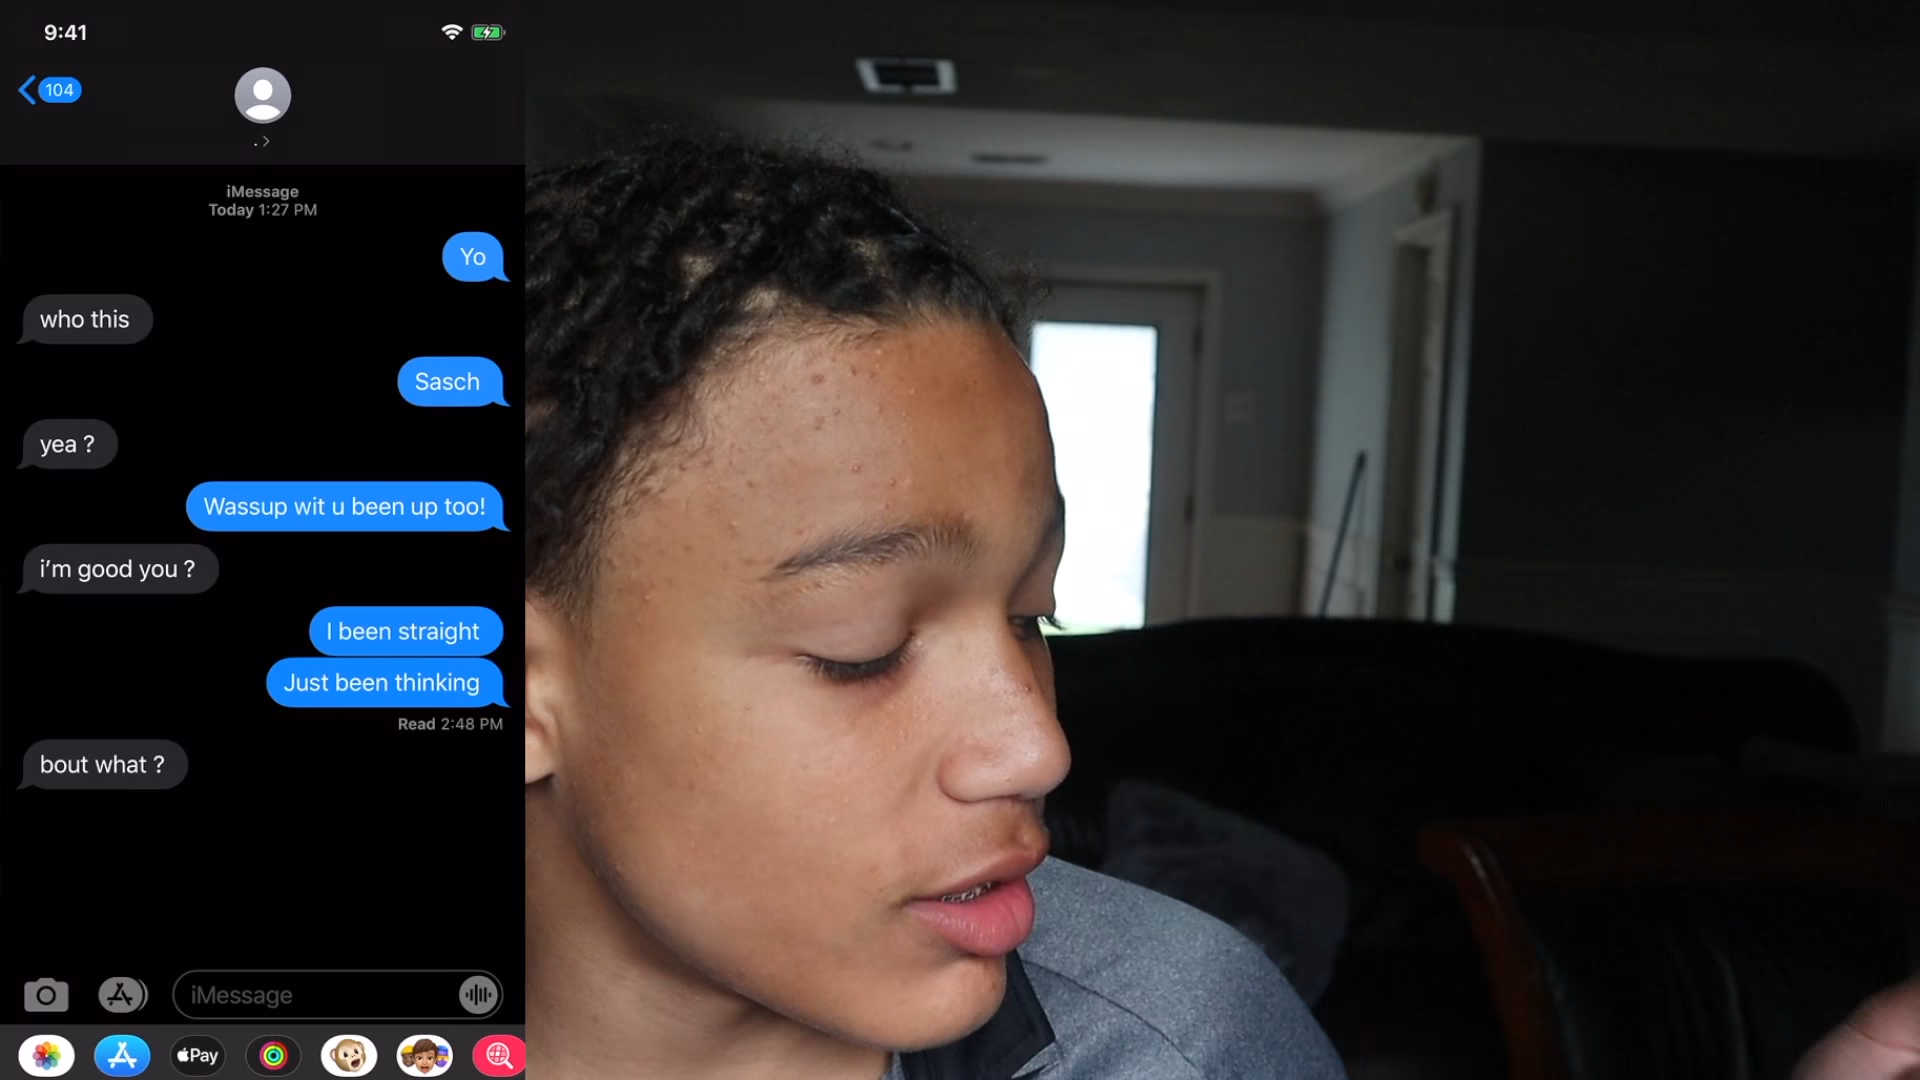 9:41
104
.
iMessage
Today 1:27 PM
Yo
who this
Sasch
yea ?
Wassup wit u been up too!
i’m good you ?
I been straight
Just been thinking
Read 2:48 PM
bout what ?
iMessage
Pay